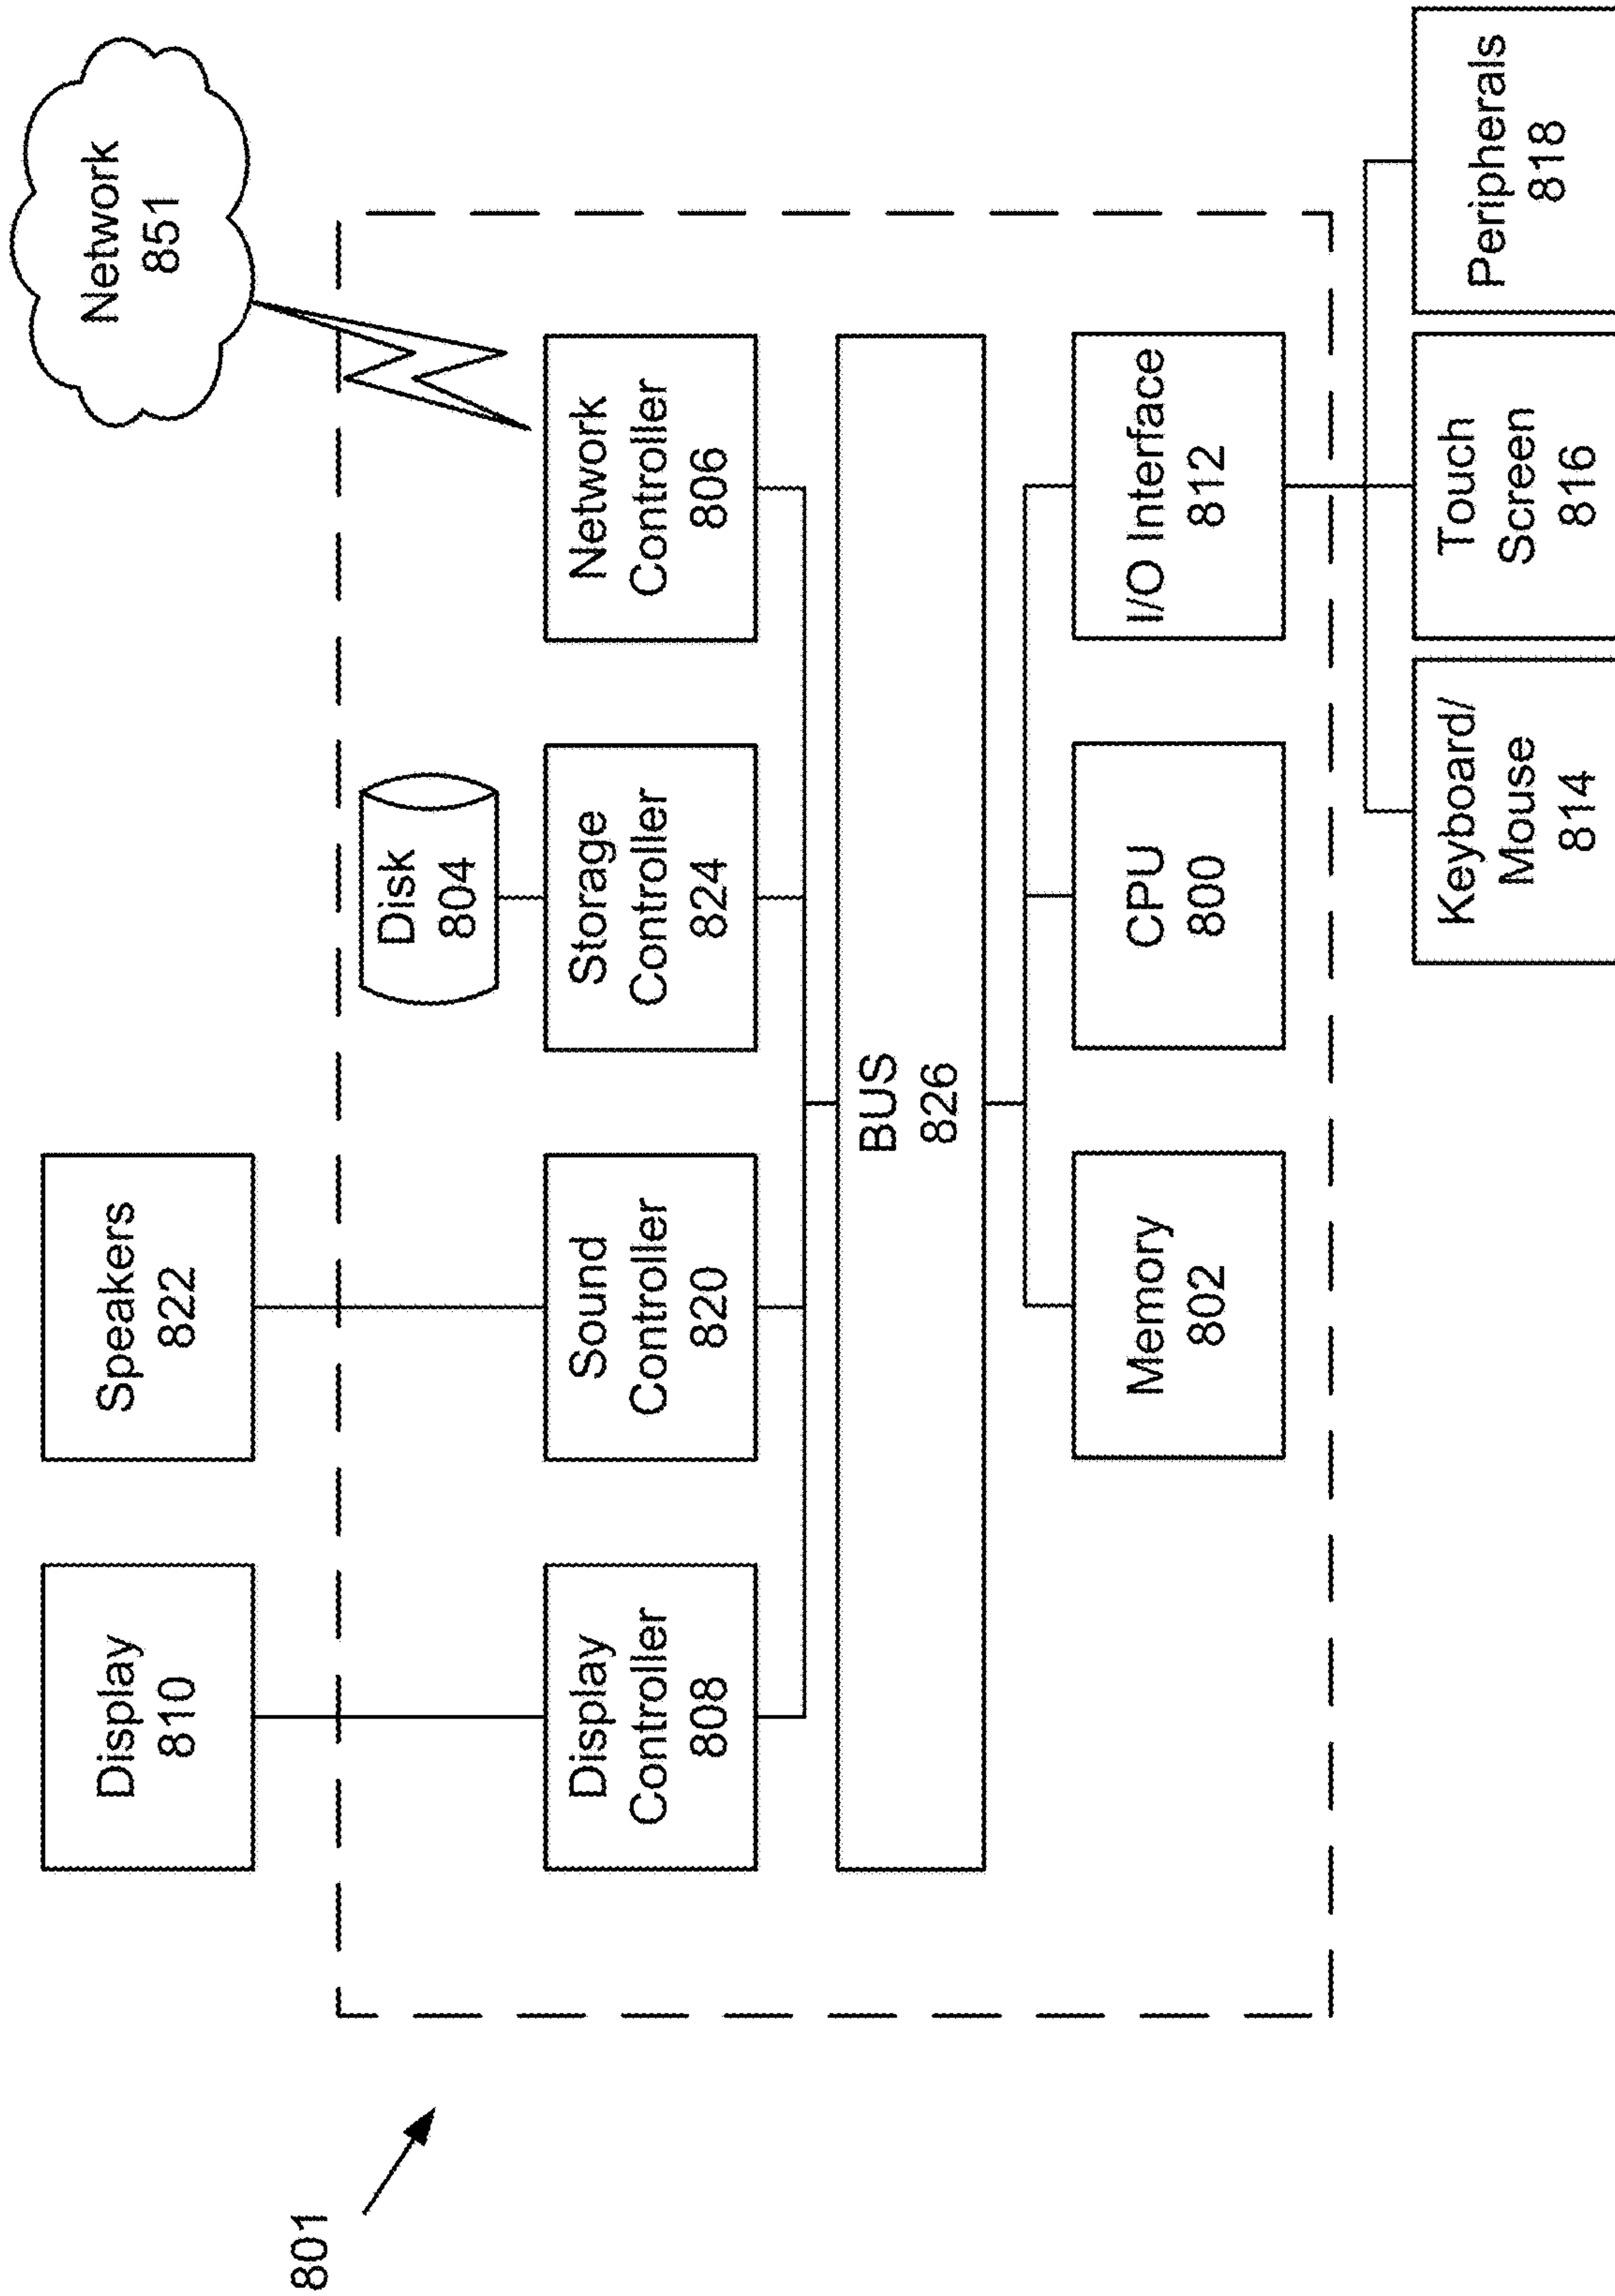 801
Display
810
Speakers
822
Network
851
Disk
804
Display
Controller
808
Sound
Controller
820
Storage
Controller
824
Network
Controller
806
BUS
826
Memory
802
CPU
800
I/O Interface
812
Keyboard/
Mouse
814
Touch
Screen
816
Peripherals
818